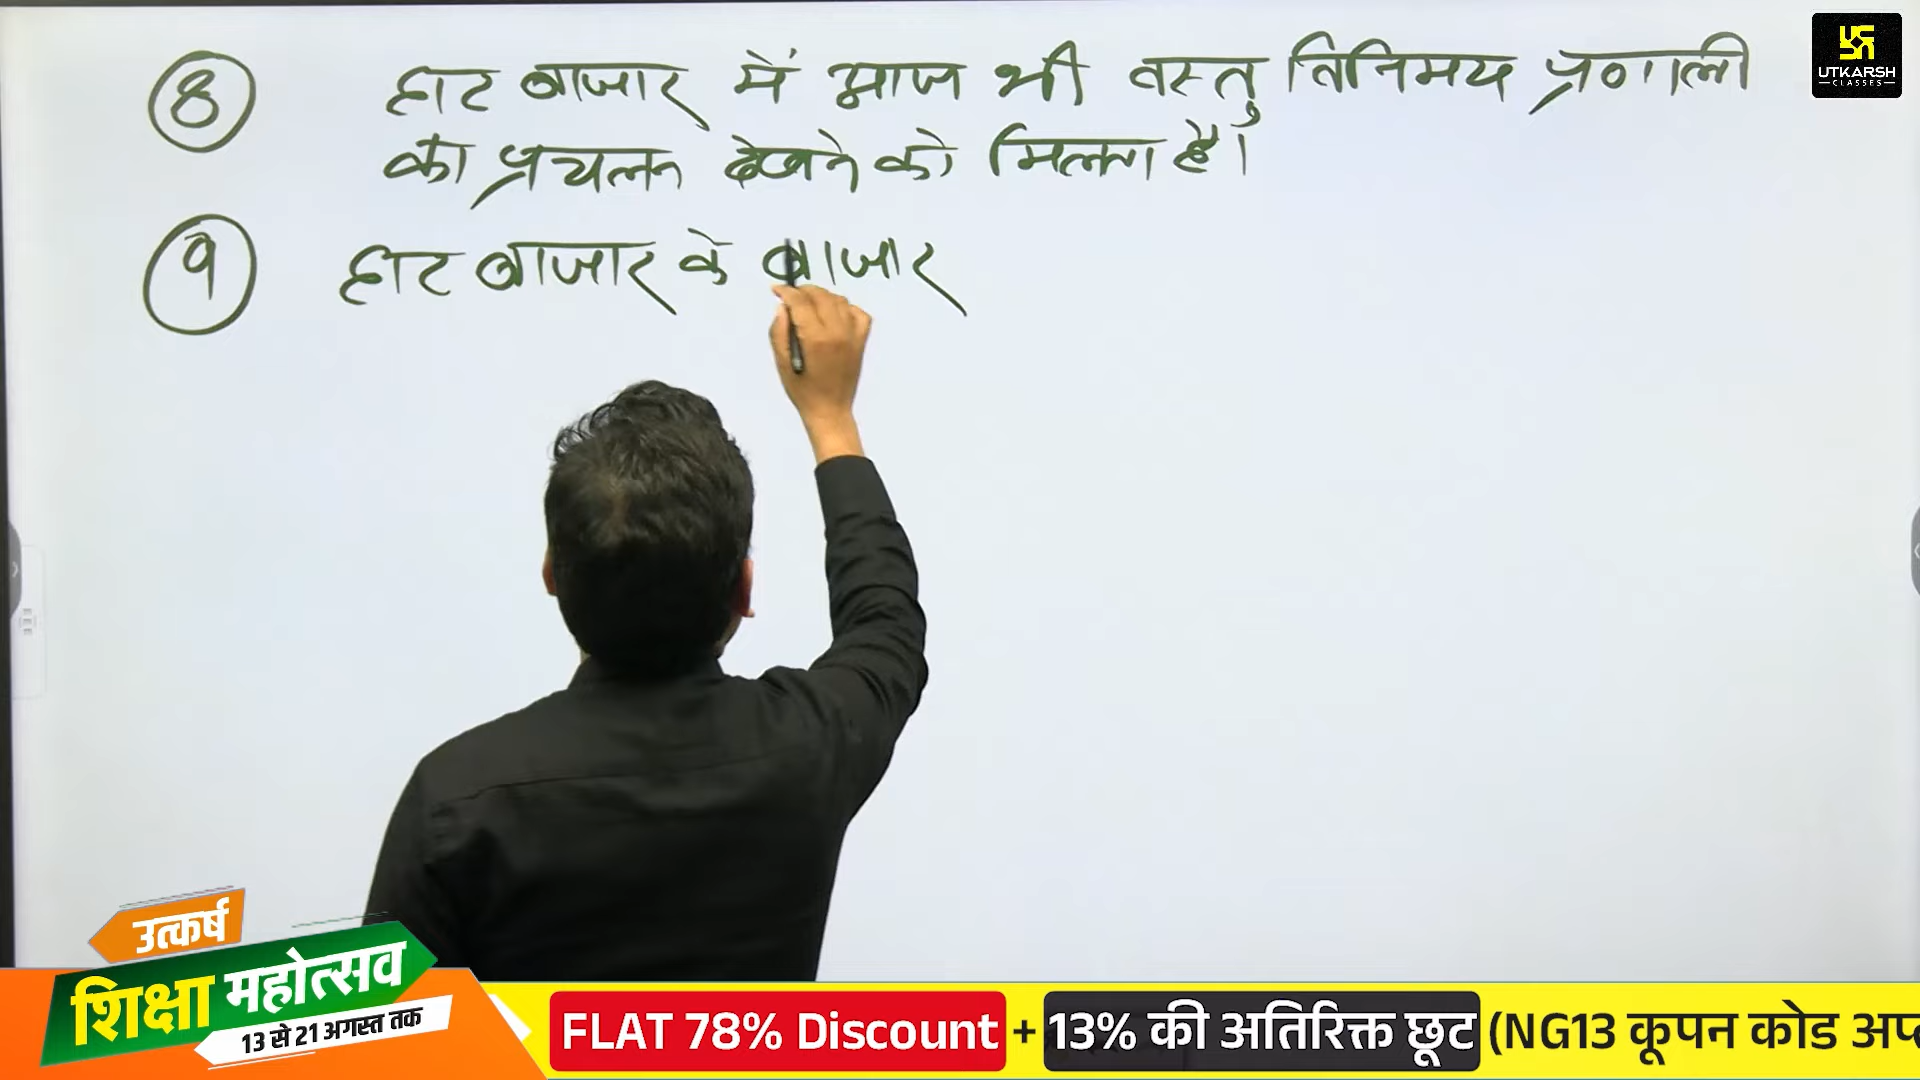 8 हाट बाजार में आज भी वस्तु विनिमय प्रणाली
का प्रचलन देखने को मिलता है।
9 हाट बाजार के बाजार
UTKARSH
CLASSES
उत्कर्ष
शिक्षा महोत्सव
13 से 21 अगस्त तक
FLAT 78% Discount + 13% की अतिरिक्त छूट (NG13 कूपन कोड